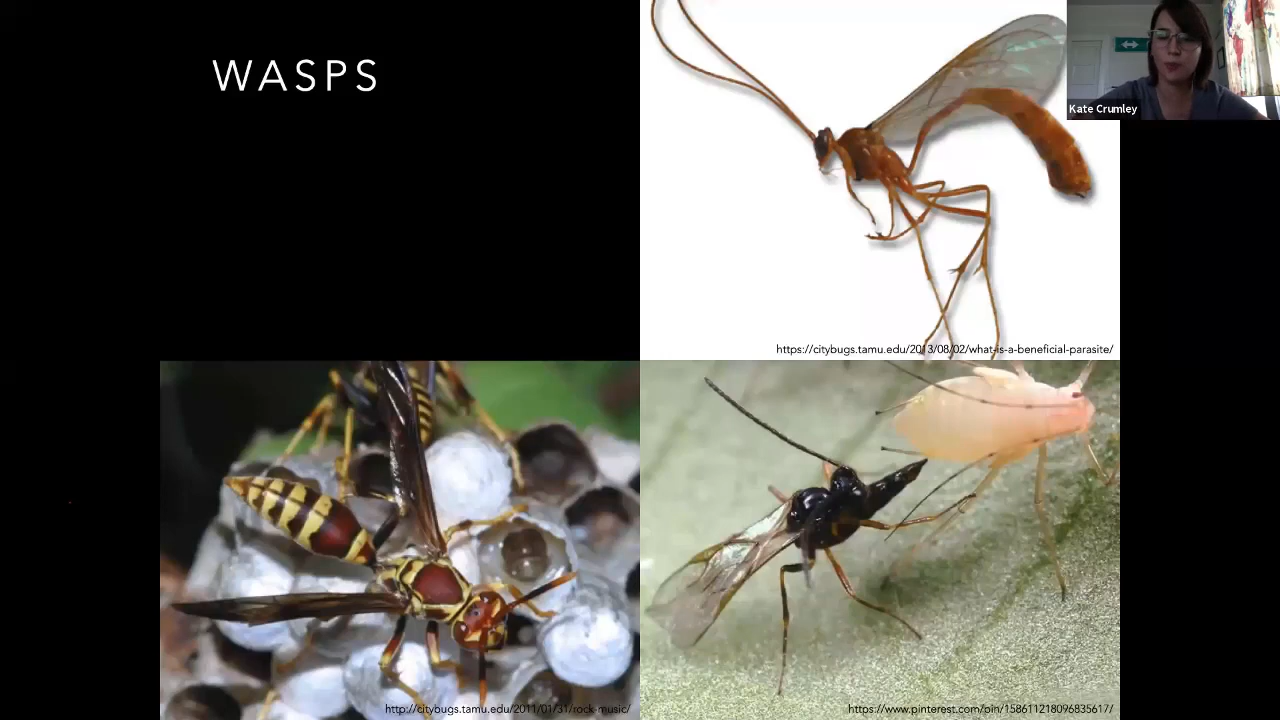 WASPS
Kate Crumley
https://citybugs.tamu.edu/2013/08/02/what-is-a-beneficial-parasite/
http://citybugs.tamu.edu/2011/01/31/rock-music/
https://www.pinterest.com/pin/158611218096835617/